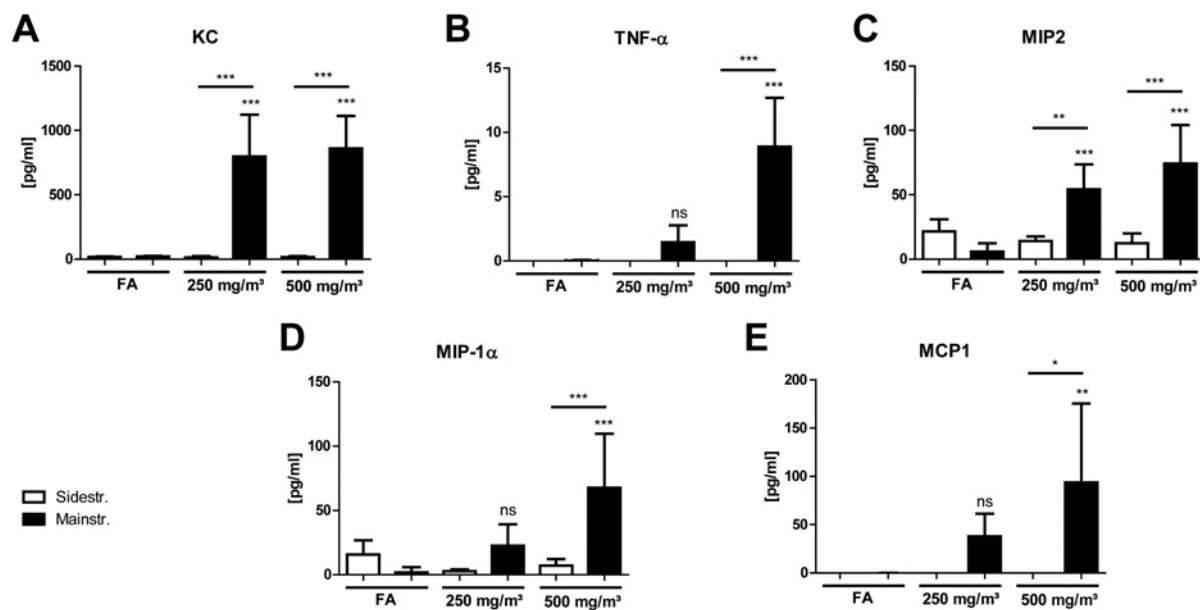 A
KC
1500
1000
500
0
[pg/ml]
***
***
***
***
FA
250 mg/m³
500 mg/m³
B
TNF-α
15
10
5
0
[pg/ml]
ns
***
***
FA
250 mg/m³
500 mg/m³
C
MIP2
150
100
50
0
[pg/ml]
**
***
***
***
FA
250 mg/m³
500 mg/m³
D
MIP-1α
150
100
50
0
[pg/ml]
ns
***
***
FA
250 mg/m³
500 mg/m³
E
MCP1
200
150
100
50
0
[pg/ml]
ns
*
**
FA
250 mg/m³
500 mg/m³
Sidestr.
Mainstr.